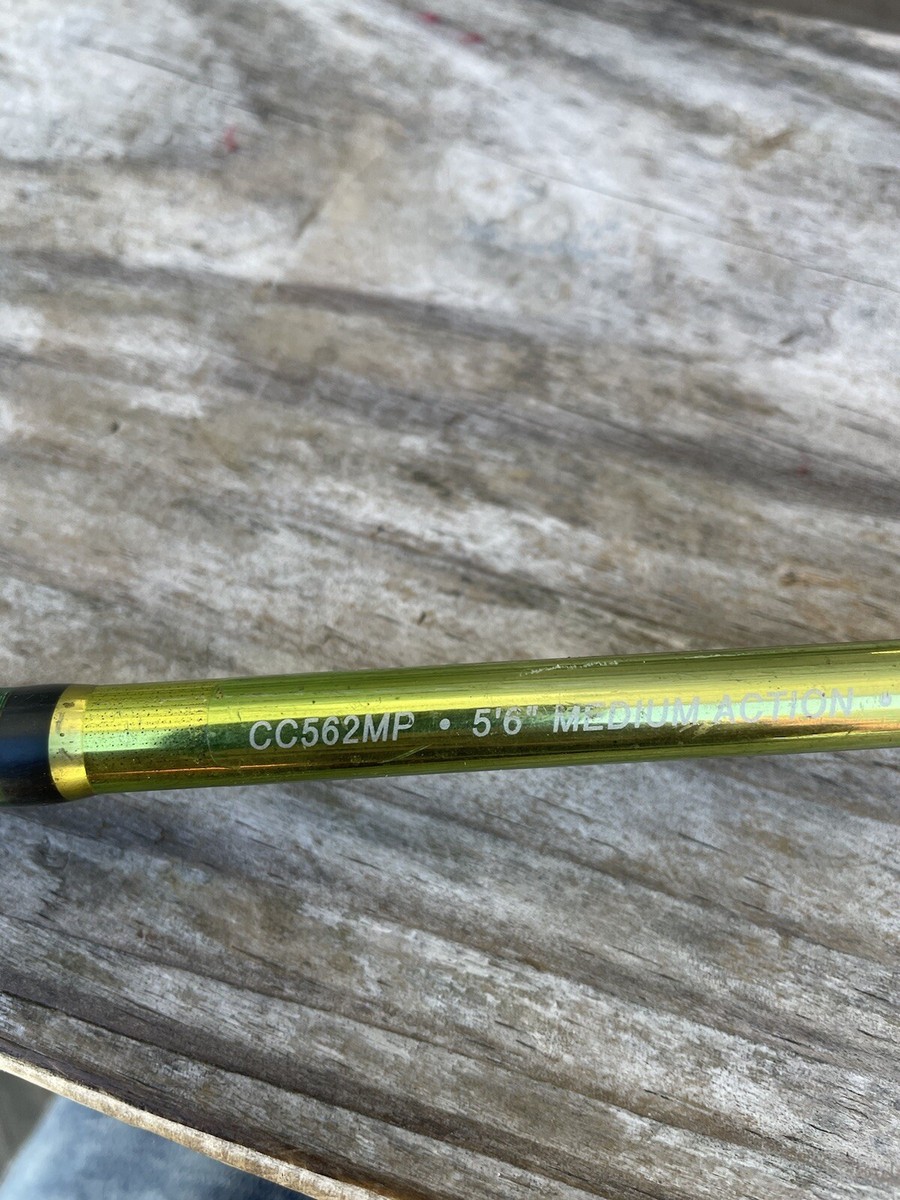 CC562MP • 5'6" MEDIUM ACTION •